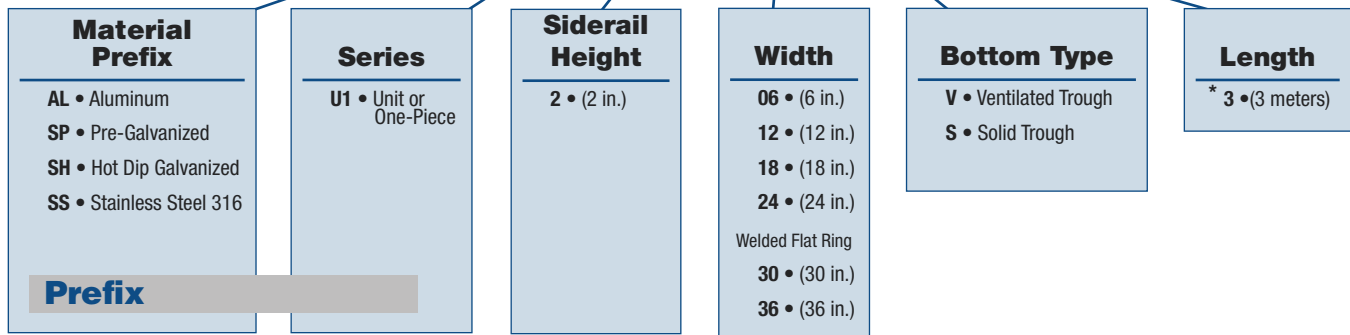 Material
Prefix
AL • Aluminum
SP • Pre-Galvanized
SH • Hot Dip Galvanized
SS • Stainless Steel 316
Prefix
Series
U1 • Unit or
One-Piece
Siderail
Height
2 • (2 in.)
Width
06 • (6 in.)
12 • (12 in.)
18 • (18 in.)
24 • (24 in.)
Welded Flat Ring
30 • (30 in.)
36 • (36 in.)
Bottom Type
V • Ventilated Trough
S • Solid Trough
Length
* 3 •(3 meters)